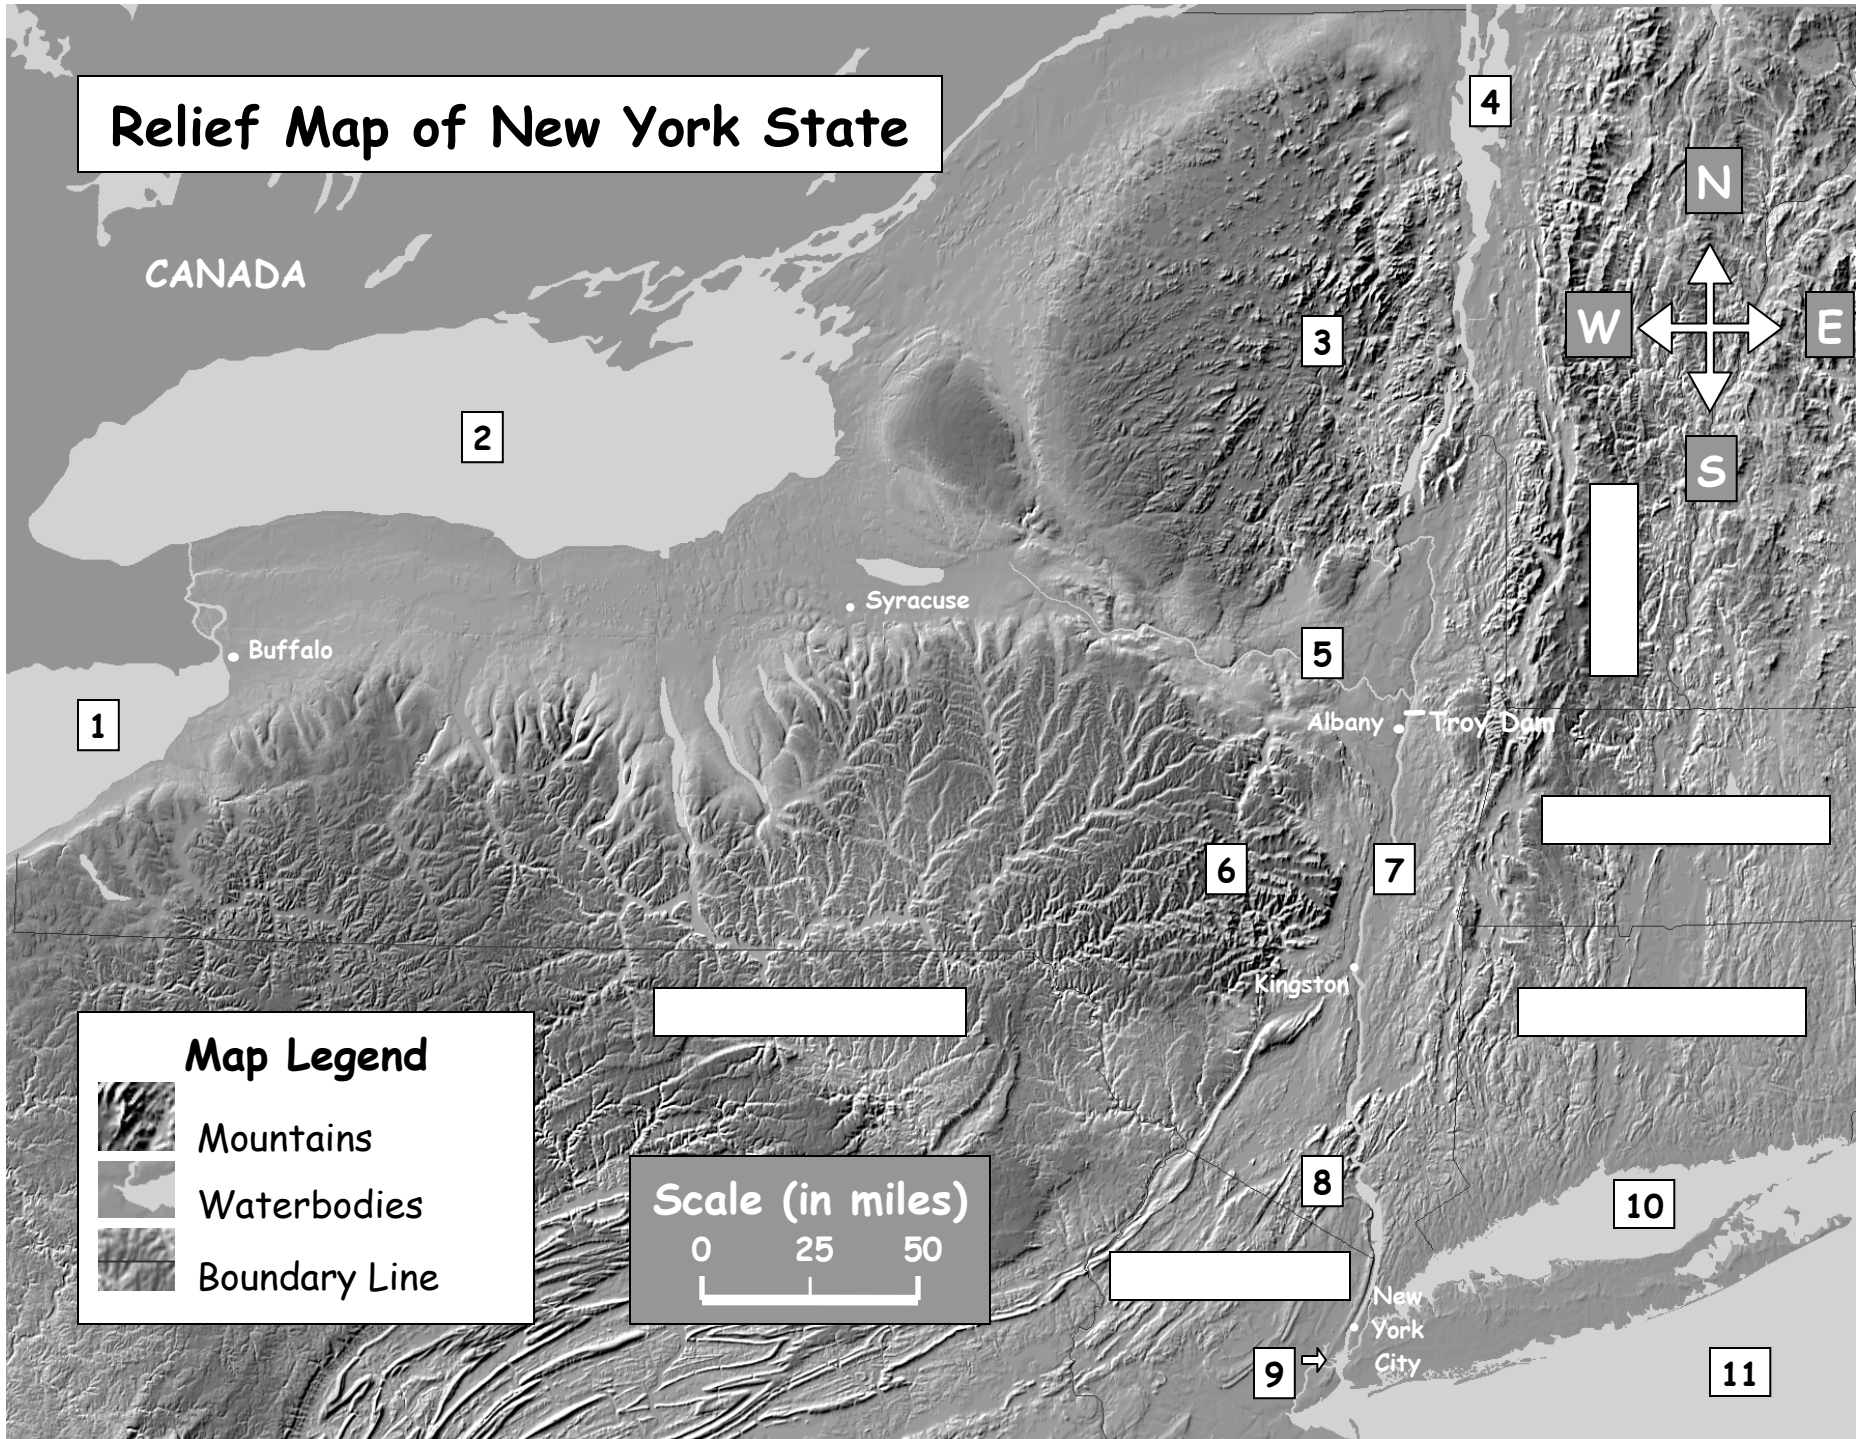 Relief Map of New York State
4
N
CANADA
W
E
3
2
S
Syracuse
5
Buffalo
1
Albany
Troy Dam
6
7
Kingston
Map Legend
Mountains
Waterbodies
Boundary Line
Scale (in miles)
0 25 50
8
10
New
York
City
9
11